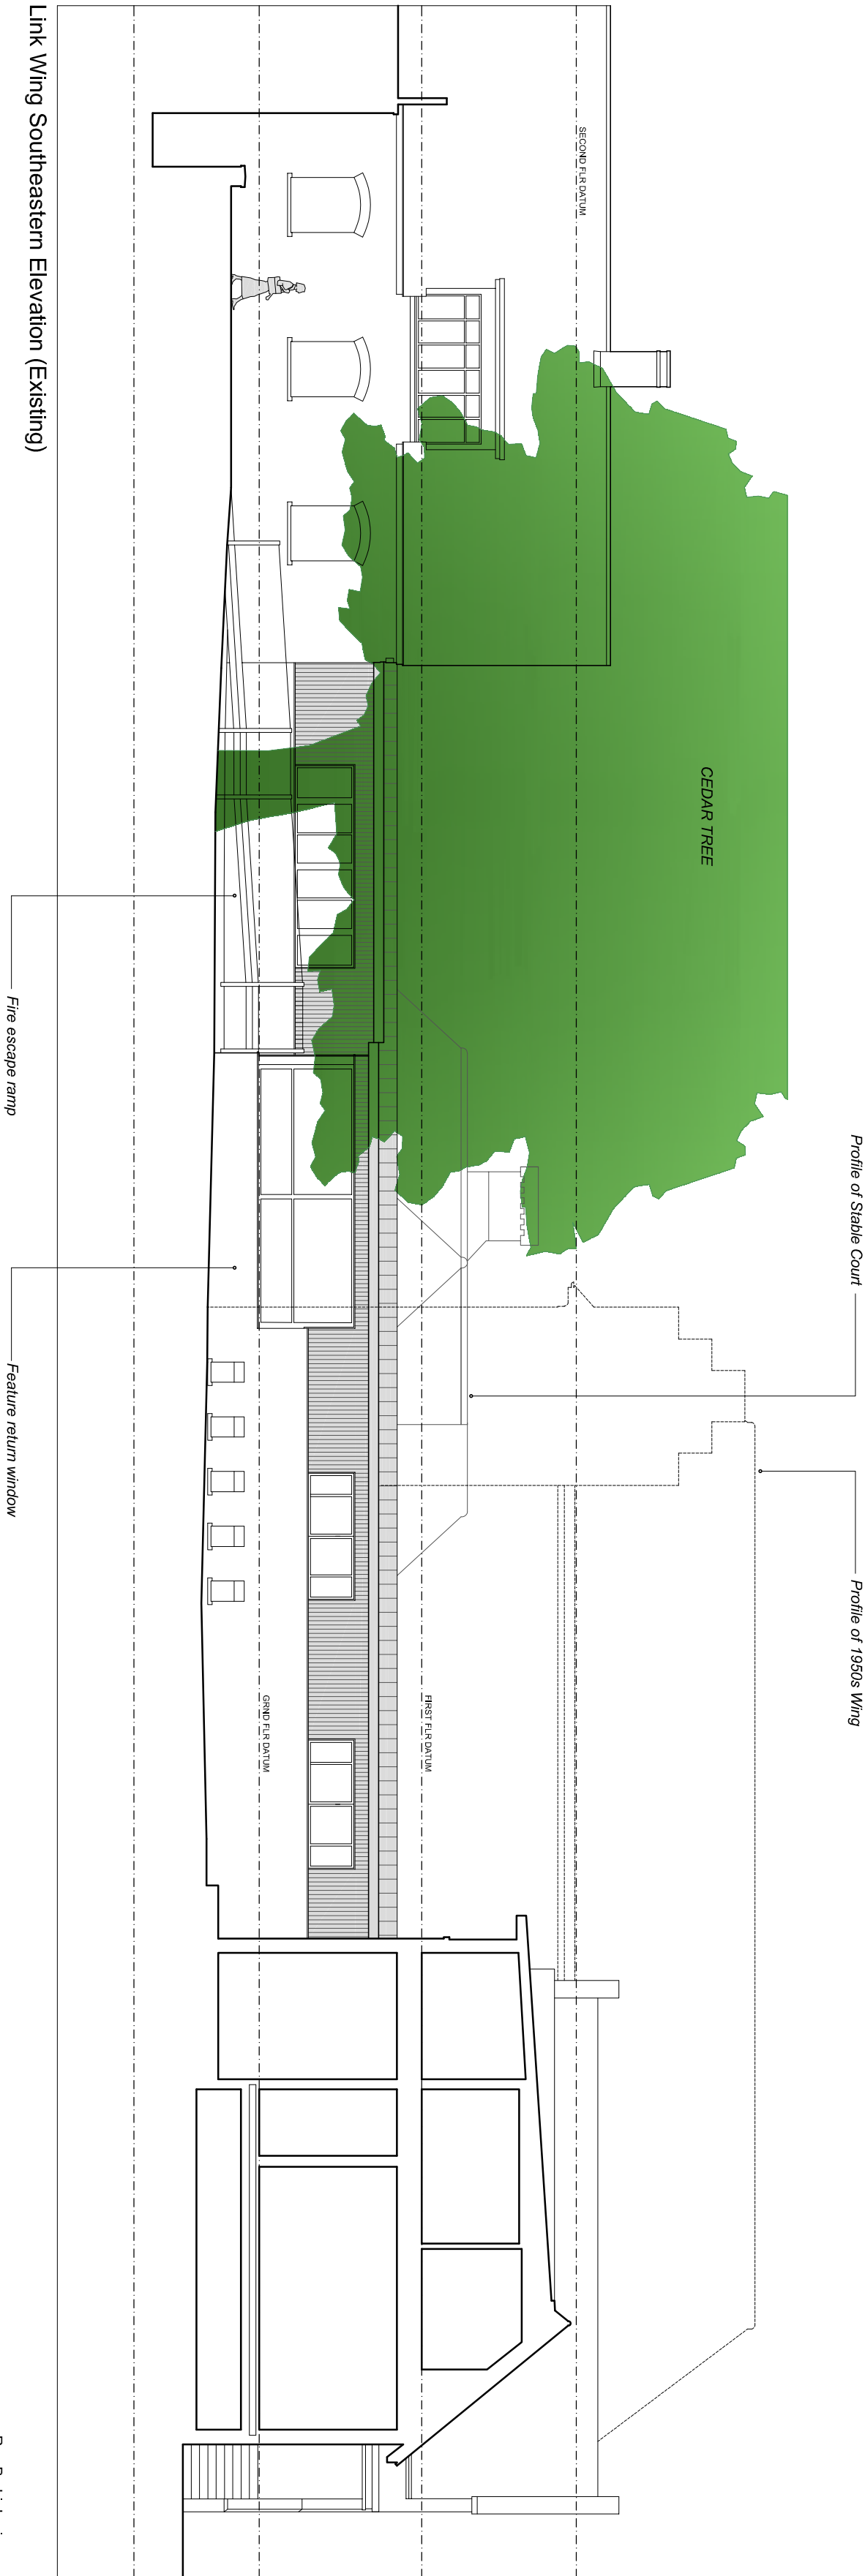 Profile of Stable Court
Profile of 1950s Wing
SECOND FLR DATUM
CEDAR TREE
FIRST FLR DATUM
GRND FLR DATUM
Fire escape ramp
Feature return window
Link Wing Southeastern Elevation (Existing)